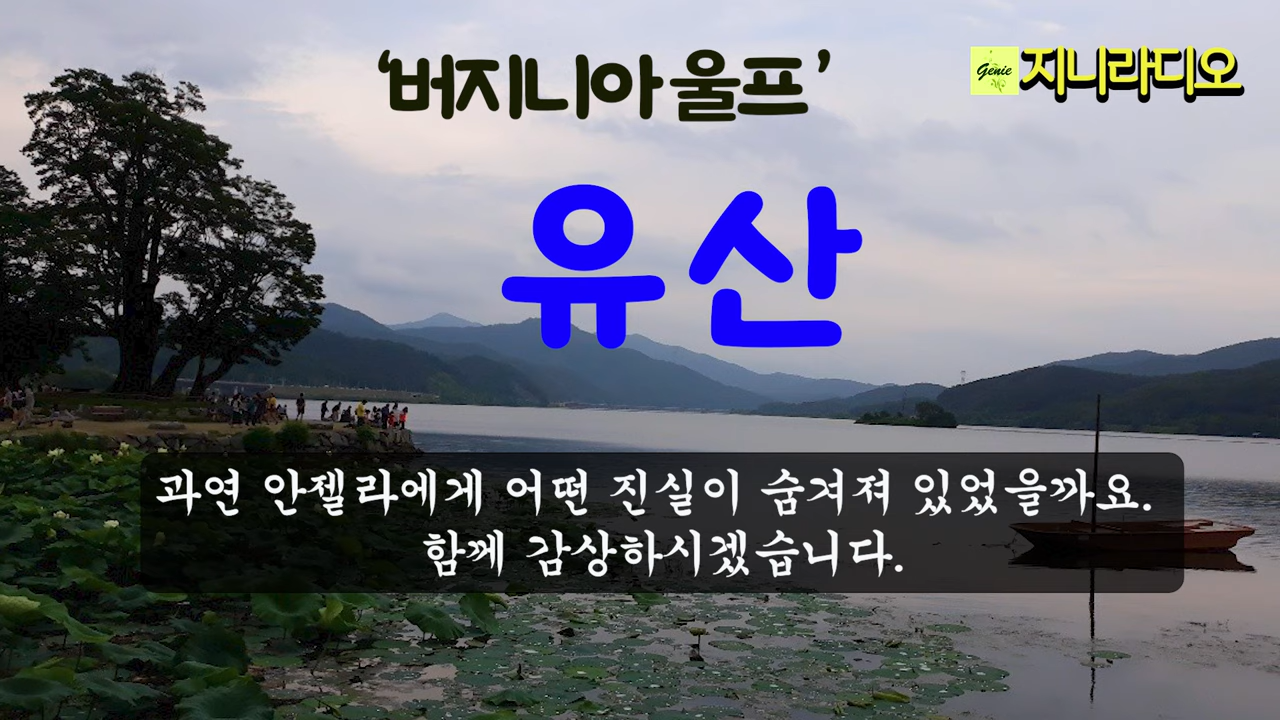 ‘버지니아 울프’
Genie 지니라디오
유산
과연 안젤라에게 어떤 진실이 숨겨져 있었을까요.
함께 감상하시겠습니다.